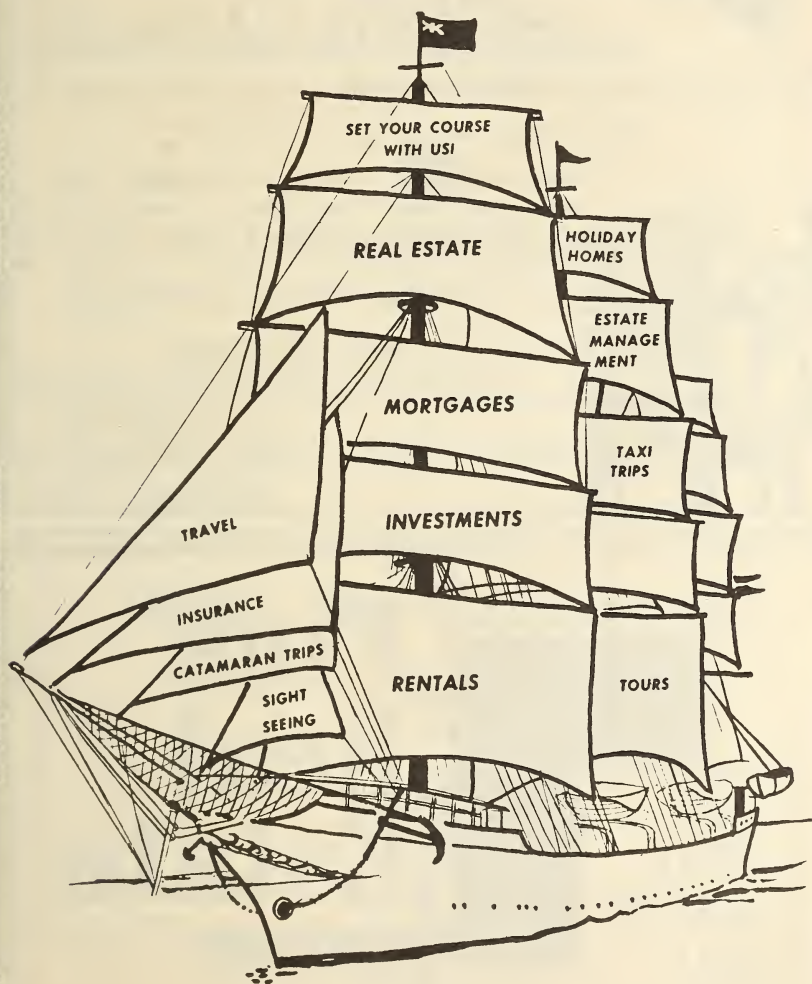 SET YOUR COURSE
WITH US!
REAL ESTATE
HOLIDAY
HOMES
ESTATE
MANAGE
MENT
MORTGAGES
TAXI
TRIPS
INVESTMENTS
TRAVEL
INSURANCE
CATAMARAN TRIPS
SIGHT
SEEING
RENTALS
TOURS